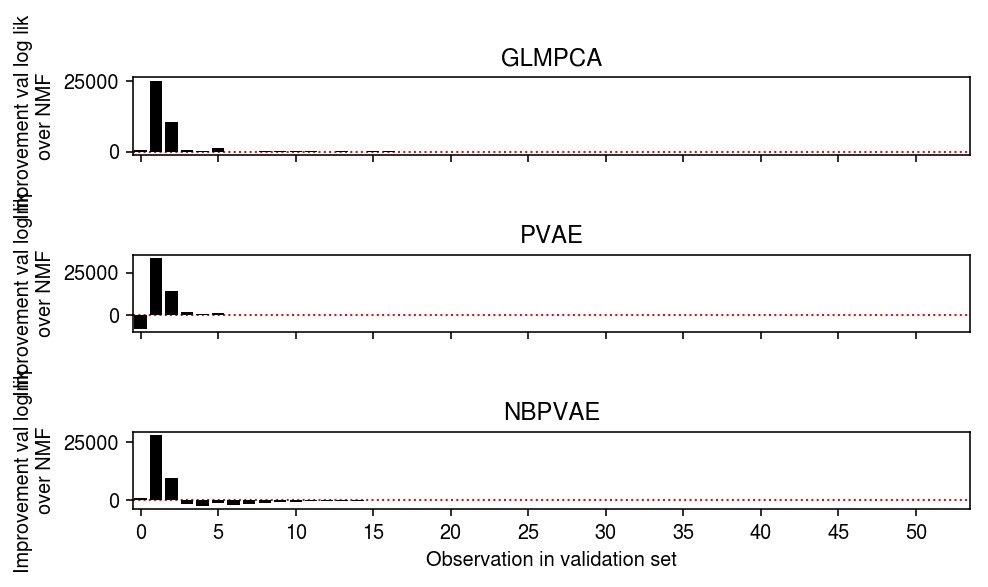 GLMPCA
Improvement val log lik
over NMF
25000
0
PVAE
Improvement val log lik
over NMF
25000
0
NBPVAE
Improvement val log lik
over NMF
25000
0
0 5 10 15 20 25 30 35 40 45 50
Observation in validation set